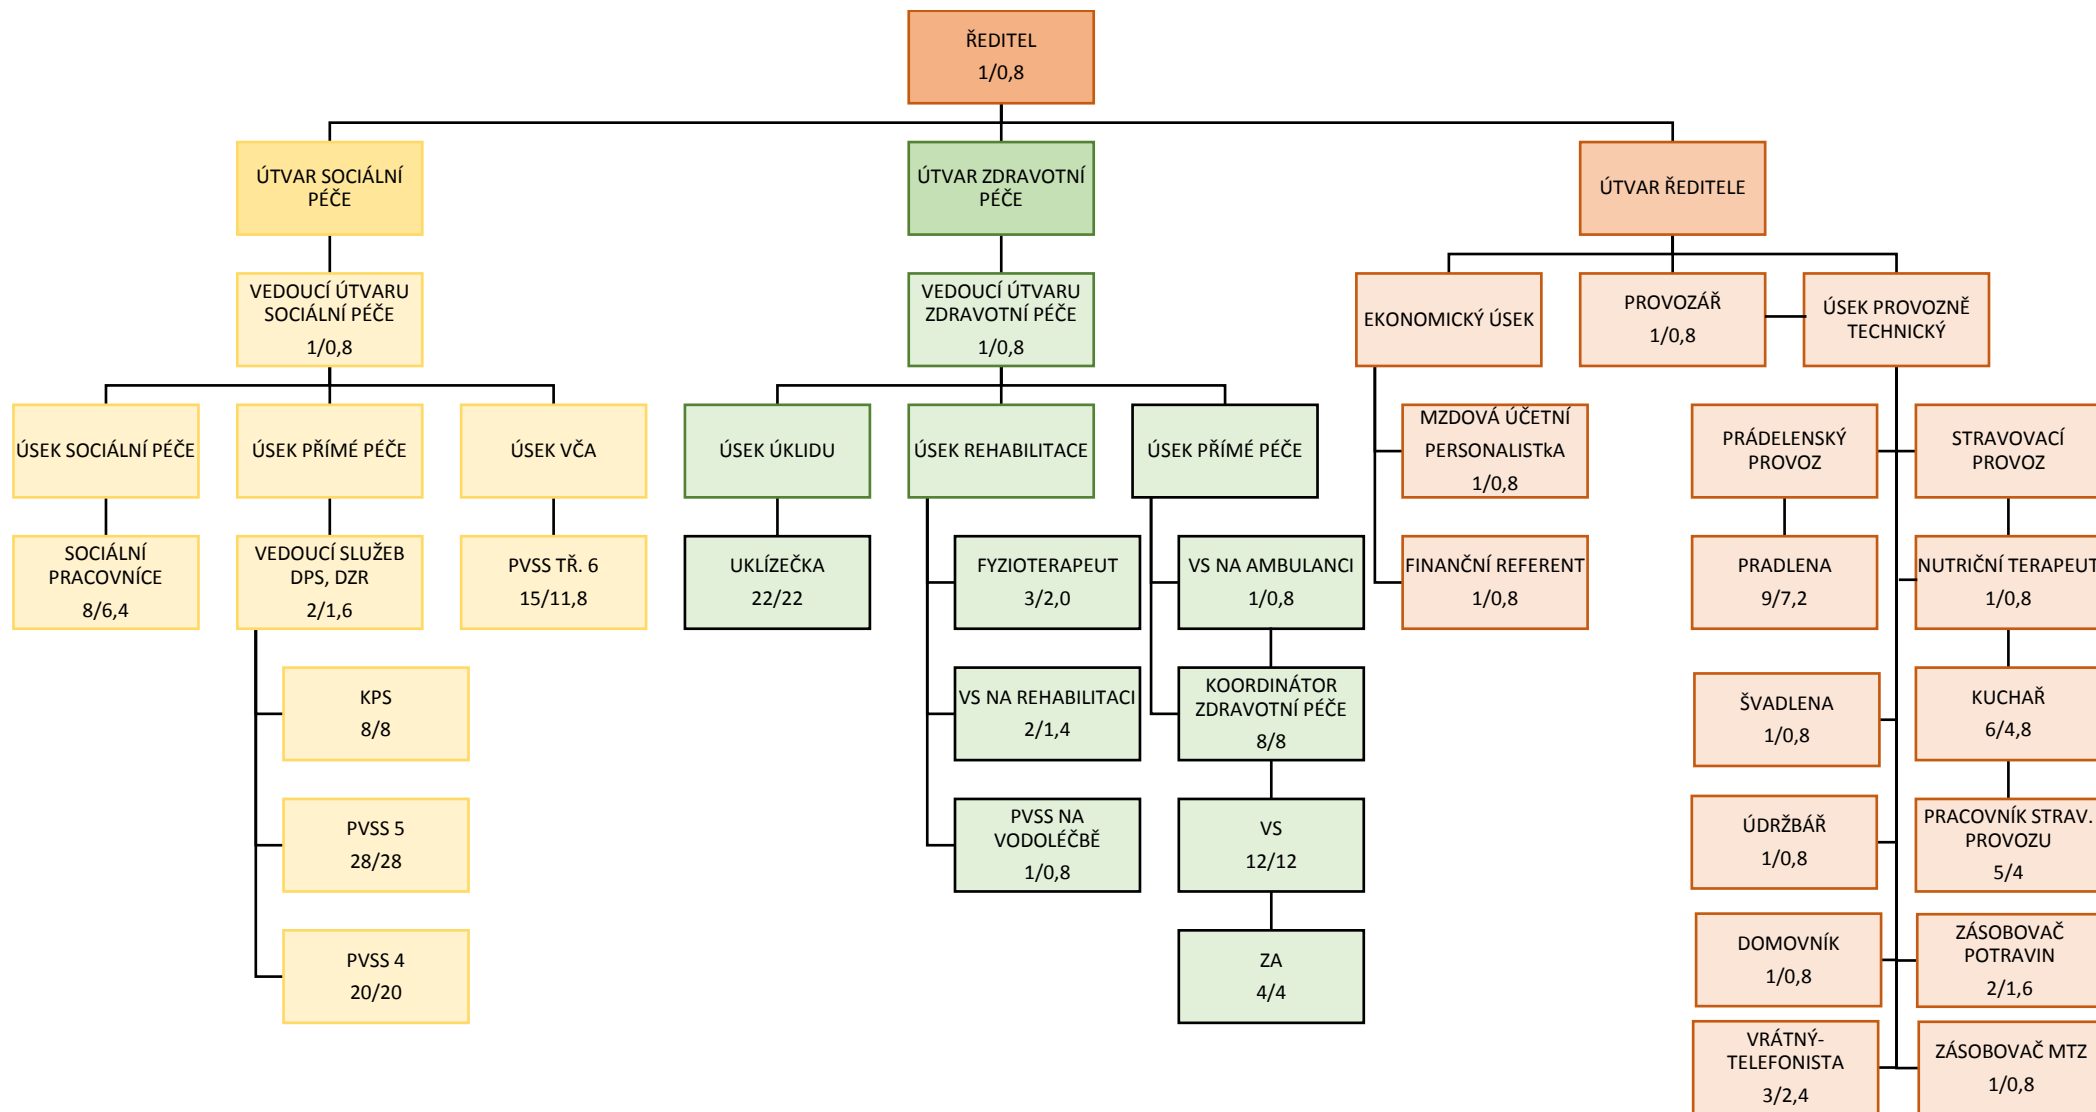 ŘEDITEL
1/0,8
ÚTVAR SOCIÁLNÍ
PÉČE
ÚTVAR ZDRAVOTNÍ
PÉČE
ÚTVAR ŘEDITELE
VEDOUCÍ ÚTVARU
SOCIÁLNÍ PÉČE
1/0,8
VEDOUCÍ ÚTVARU
ZDRAVOTNÍ PÉČE
1/0,8
EKONOMICKÝ ÚSEK
PROVOZÁŘ
1/0,8
ÚSEK PROVOZNĚ
TECHNICKÝ
ÚSEK SOCIÁLNÍ PÉČE
ÚSEK PŘÍMÉ PÉČE
ÚSEK VČA
ÚSEK ÚKLIDU
ÚSEK REHABILITACE
ÚSEK PŘÍMÉ PÉČE
MZDOVÁ ÚČETNÍ
PERSONALISTkA
1/0,8
PRÁDELENSKÝ
PROVOZ
STRAVOVACÍ
PROVOZ
SOCIÁLNÍ
PRACOVNÍCE
8/6,4
VEDOUCÍ SLUŽEB
DPS, DZR
2/1,6
PVSS TŘ. 6
15/11,8
UKLÍZEČKA
22/22
FYZIOTERAPEUT
3/2,0
VS NA AMBULANCI
1/0,8
FINANČNÍ REFERENT
1/0,8
PRADLENA
9/7,2
NUTRIČNÍ TERAPEUT
1/0,8
KPS
8/8
VS NA REHABILITACI
2/1,4
KOORDINÁTOR
ZDRAVOTNÍ PÉČE
8/8
ŠVADLENA
1/0,8
KUCHAŘ
6/4,8
PVSS 5
28/28
PVSS NA
VODOLÉČBĚ
1/0,8
VS
12/12
ÚDRŽBÁŘ
1/0,8
PRACOVNÍK STRAV.
PROVOZU
5/4
PVSS 4
20/20
ZA
4/4
DOMOVNÍK
1/0,8
ZÁSOBOVAČ
POTRAVIN
2/1,6
VRÁTNÝ-
TELEFONISTA
3/2,4
ZÁSOBOVAČ MTZ
1/0,8